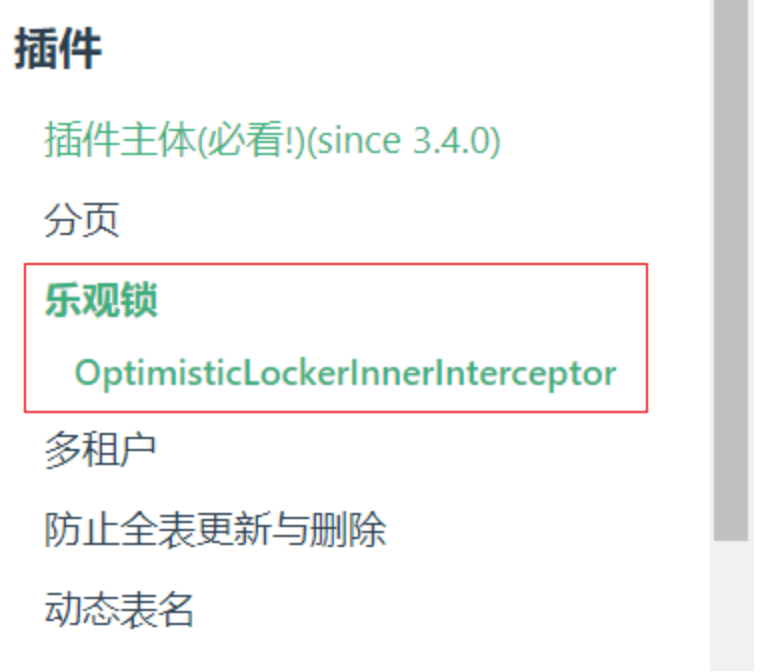 插件
插件主体(必看!)(since 3.4.0)
分页
乐观锁
OptimisticLockerInnerInterceptor
多租户
防止全表更新与删除
动态表名